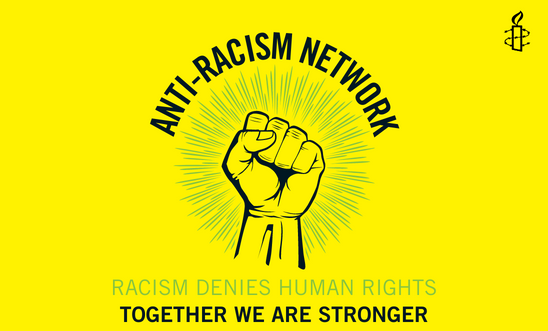 ANTI-RACISM NETWORK
RACISM DENIES HUMAN RIGHTS
TOGETHER WE ARE STRONGER